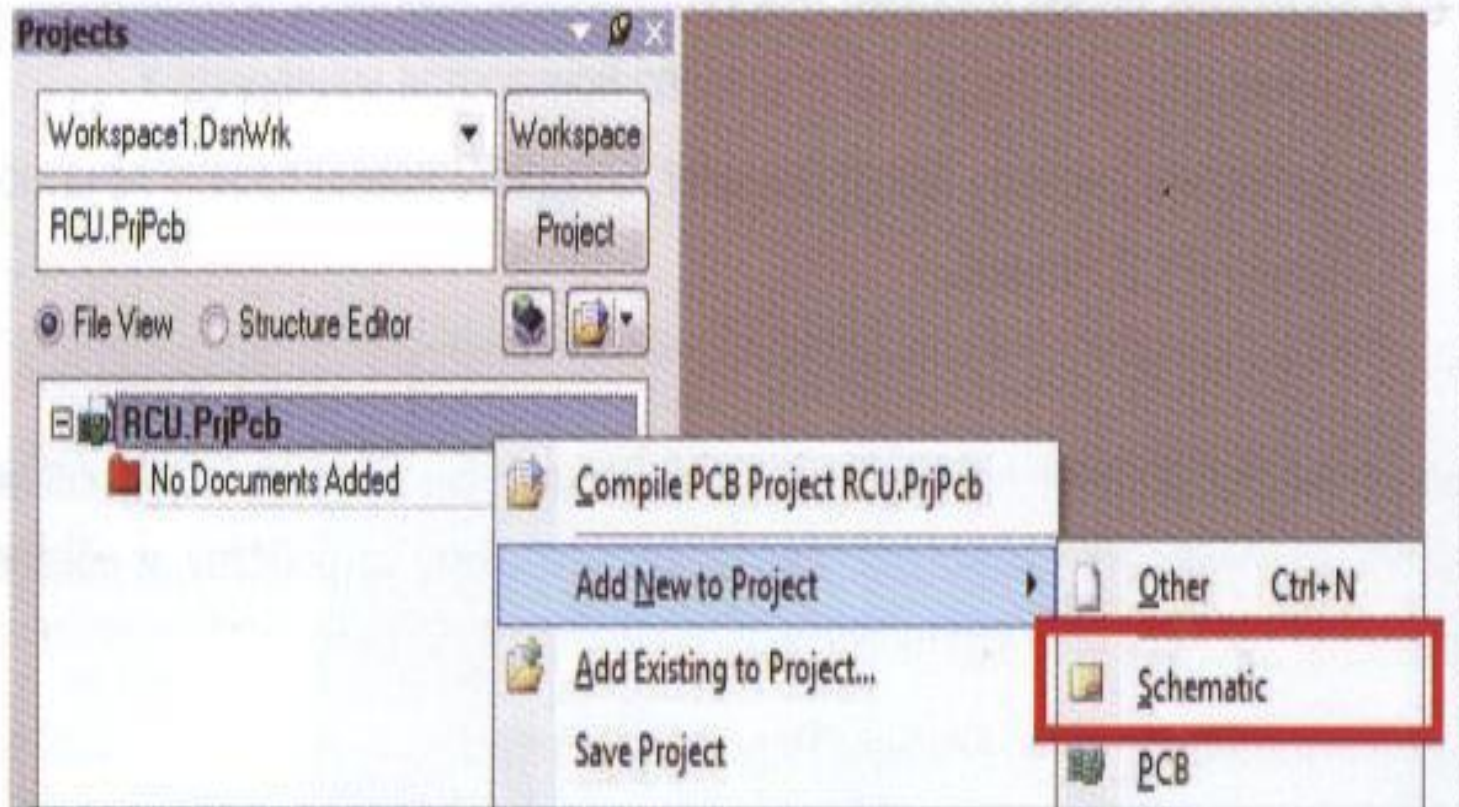 Projects
Workspace1.DsnWrk
Workspace
RCU.PrjPcb
Project
File View
Structure Editor
RCU.PrjPcb
No Documents Added
Compile PCB Project RCU.PrjPcb
Add New to Project
Other Ctrl+N
Add Existing to Project...
Schematic
Save Project
PCB